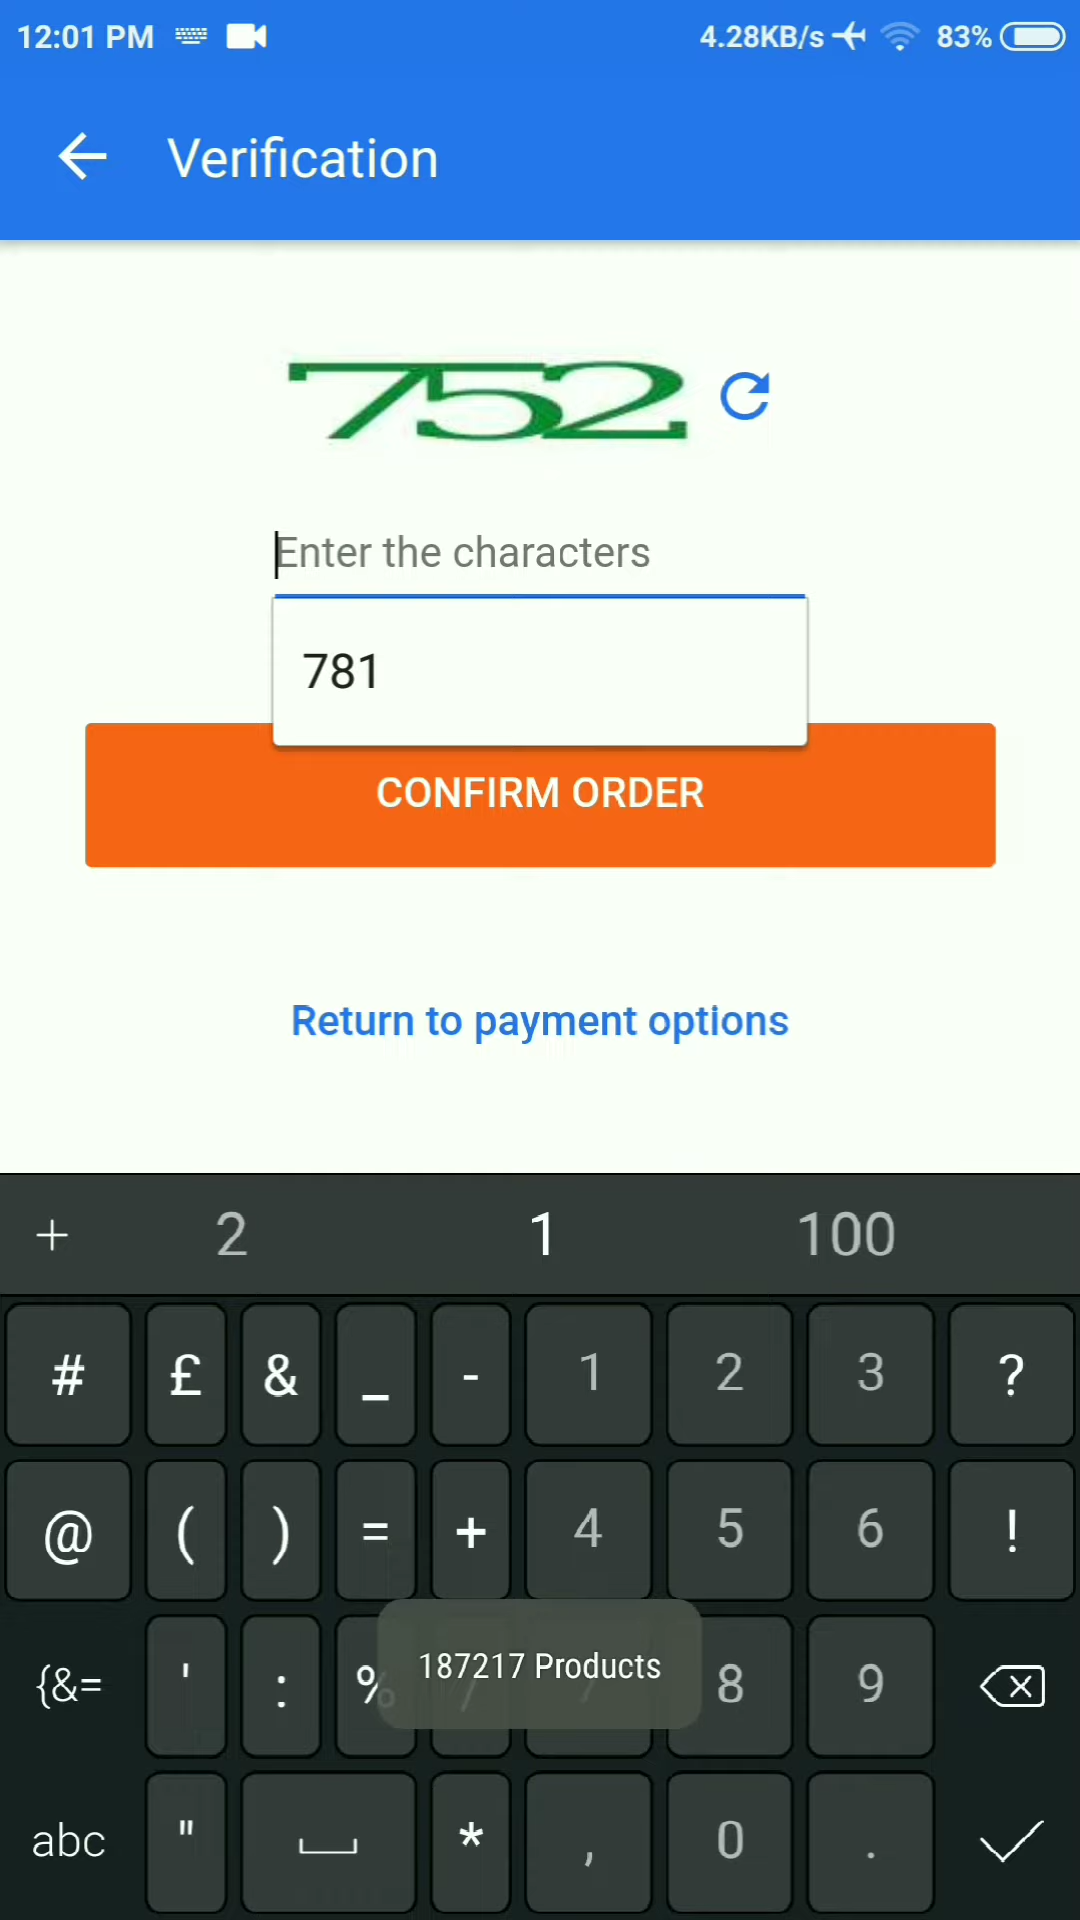 12:01 PM 4.28KB/s 83%
Verification
752
Enter the characters
781
CONFIRM ORDER
Return to payment options
+ 2 1 100
# £ & _ - 1 2 3 ?
@ ( ) = + 4 5 6 !
{&= ' : % / 7 8 9
187217 Products
abc " * , 0 .